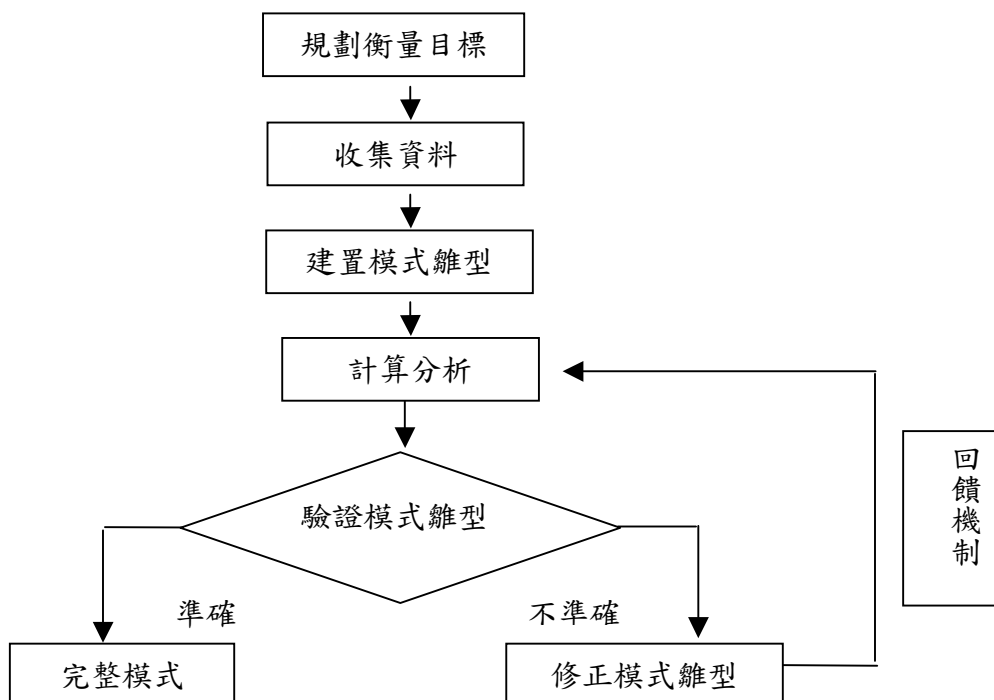 規劃衡量目標
收集資料
建置模式雛型
計算分析
驗證模式雛型
準確
不準確
完整模式
修正模式雛型
回饋機制